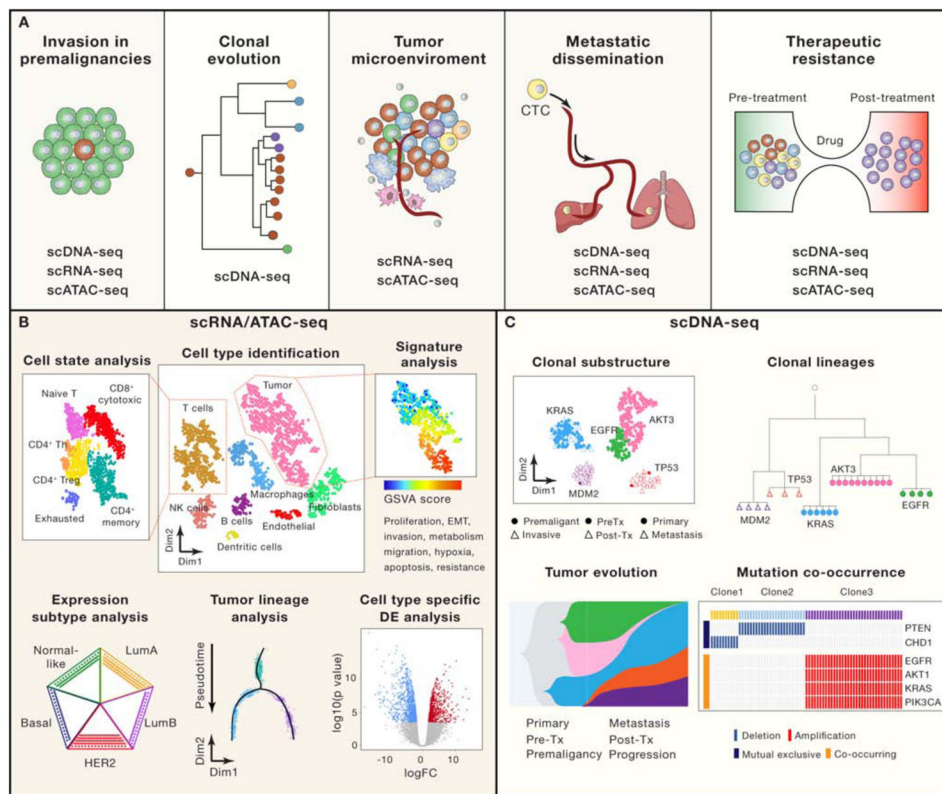 A
Invasion in
premalignancies
scDNA-seq
scRNA-seq
scATAC-seq
Clonal
evolution
scDNA-seq
Tumor
microenviroment
scRNA-seq
scATAC-seq
Metastatic
dissemination
CTC
scDNA-seq
scRNA-seq
scATAC-seq
Therapeutic
resistance
Pre-treatment
Post-treatment
Drug
scDNA-seq
scRNA-seq
scATAC-seq
B
scRNA/ATAC-seq
Cell state analysis
Naive T
CD8+
cytotoxic
CD4+ Th
CD4+ Treg
Exhausted
CD4+
memory
Cell type identification
Tumor
T cells
Macrophages
Fibroblasts
NK cells
B cells
Endothelial
Dentritic cells
Dim2
Dim1
Signature
analysis
GSVA score
Proliferation, EMT,
invasion, metabolism
migration, hypoxia,
apoptosis, resistance
Expression
subtype analysis
Normal-
like
LumA
Basal
LumB
HER2
Tumor lineage
analysis
Pseudotime
Dim2
Dim1
Cell type specific
DE analysis
log10(p value)
10
5
0
-10
0
10
logFC
C
scDNA-seq
Clonal substructure
KRAS
EGFR
AKT3
TP53
MDM2
Dim2
Dim1
Premaligant
PreTx
Primary
Invasive
Post-Tx
Metastasis
Clonal lineages
AKT3
TP53
MDM2
KRAS
EGFR
Tumor evolution
Primary
Pre-Tx
Premaligancy
Metastasis
Post-Tx
Progression
Mutation co-occurrence
Clone1
Clone2
Clone3
PTEN
CHD1
EGFR
AKT1
KRAS
PIK3CA
Deletion
Amplification
Mutual exclusive
Co-occurring